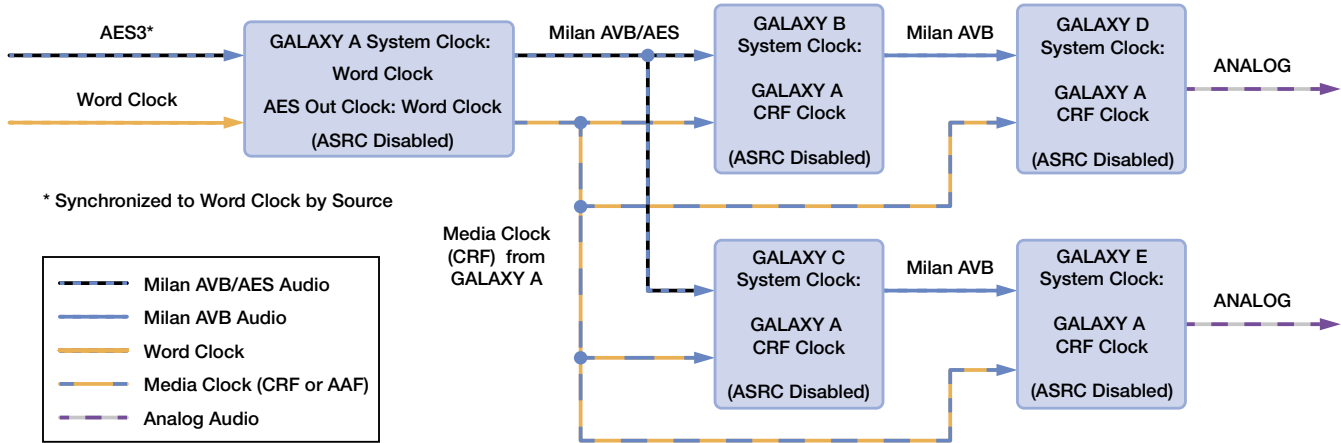 AES3*
Word Clock
GALAXY A System Clock:
Word Clock
AES Out Clock: Word Clock
(ASRC Disabled)
Milan AVB/AES
GALAXY B
System Clock:
GALAXY A
CRF Clock
(ASRC Disabled)
Milan AVB
GALAXY D
System Clock:
GALAXY A
CRF Clock
(ASRC Disabled)
ANALOG
* Synchronized to Word Clock by Source
Media Clock
(CRF) from
GALAXY A
GALAXY C
System Clock:
GALAXY A
CRF Clock
(ASRC Disabled)
Milan AVB
GALAXY E
System Clock:
GALAXY A
CRF Clock
(ASRC Disabled)
ANALOG
Milan AVB/AES Audio
Milan AVB Audio
Word Clock
Media Clock (CRF or AAF)
Analog Audio